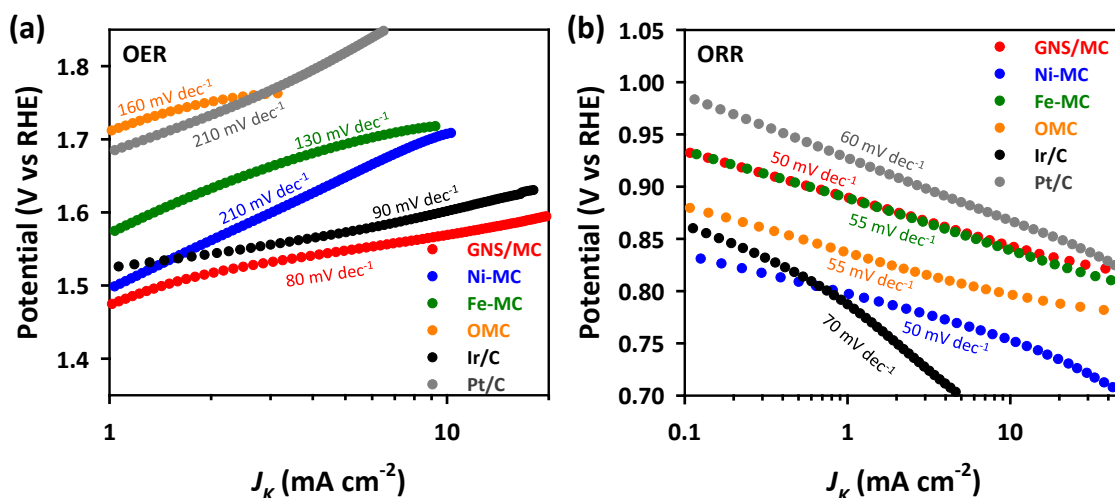 (a)
OER
1.8
1.7
1.6
1.5
1.4
Potential (V vs RHE)
160 mV dec⁻¹
210 mV dec⁻¹
130 mV dec⁻¹
210 mV dec⁻¹
90 mV dec⁻¹
80 mV dec⁻¹
GNS/MC
Ni-MC
Fe-MC
OMC
Ir/C
Pt/C
1
10
J_K (mA cm⁻²)
(b)
ORR
1.05
1.00
0.95
0.90
0.85
0.80
0.75
0.70
Potential (V vs RHE)
GNS/MC
Ni-MC
Fe-MC
OMC
Ir/C
Pt/C
60 mV dec⁻¹
50 mV dec⁻¹
55 mV dec⁻¹
55 mV dec⁻¹
50 mV dec⁻¹
70 mV dec⁻¹
0.1
1
10
J_K (mA cm⁻²)